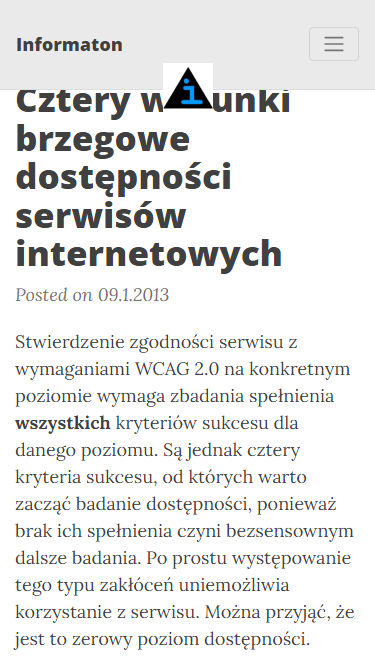 Informaton
Cztery w unki
brzegowe
dostępności
serwisów
internetowych
Posted on 09.1.2013
Stwierdzenie zgodności serwisu z
wymaganiami WCAG 2.0 na konkretnym
poziomie wymaga zbadania spełnienia
wszystkich kryteriów sukcesu dla
danego poziomu. Są jednak cztery
kryteria sukcesu, od których warto
zacząć badanie dostępności, ponieważ
brak ich spełnienia czyni bezsensownym
dalsze badania. Po prostu występowanie
tego typu zakłóceń uniemożliwia
korzystanie z serwisu. Można przyjąć, że
jest to zerowy poziom dostępności.